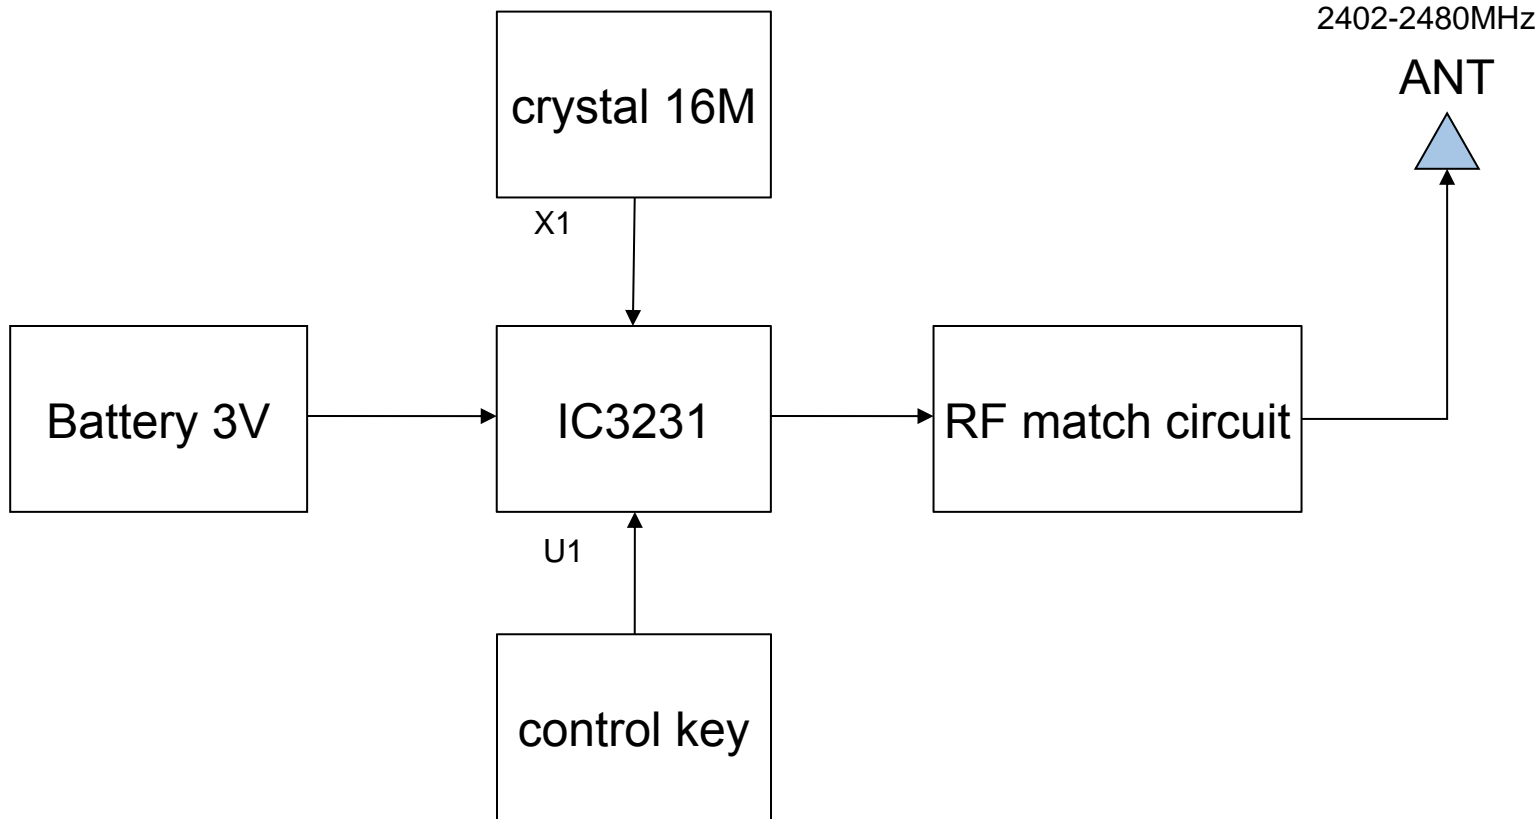 2402-2480MHz
ANT
crystal 16M
X1
Battery 3V
IC3231
RF match circuit
U1
control key